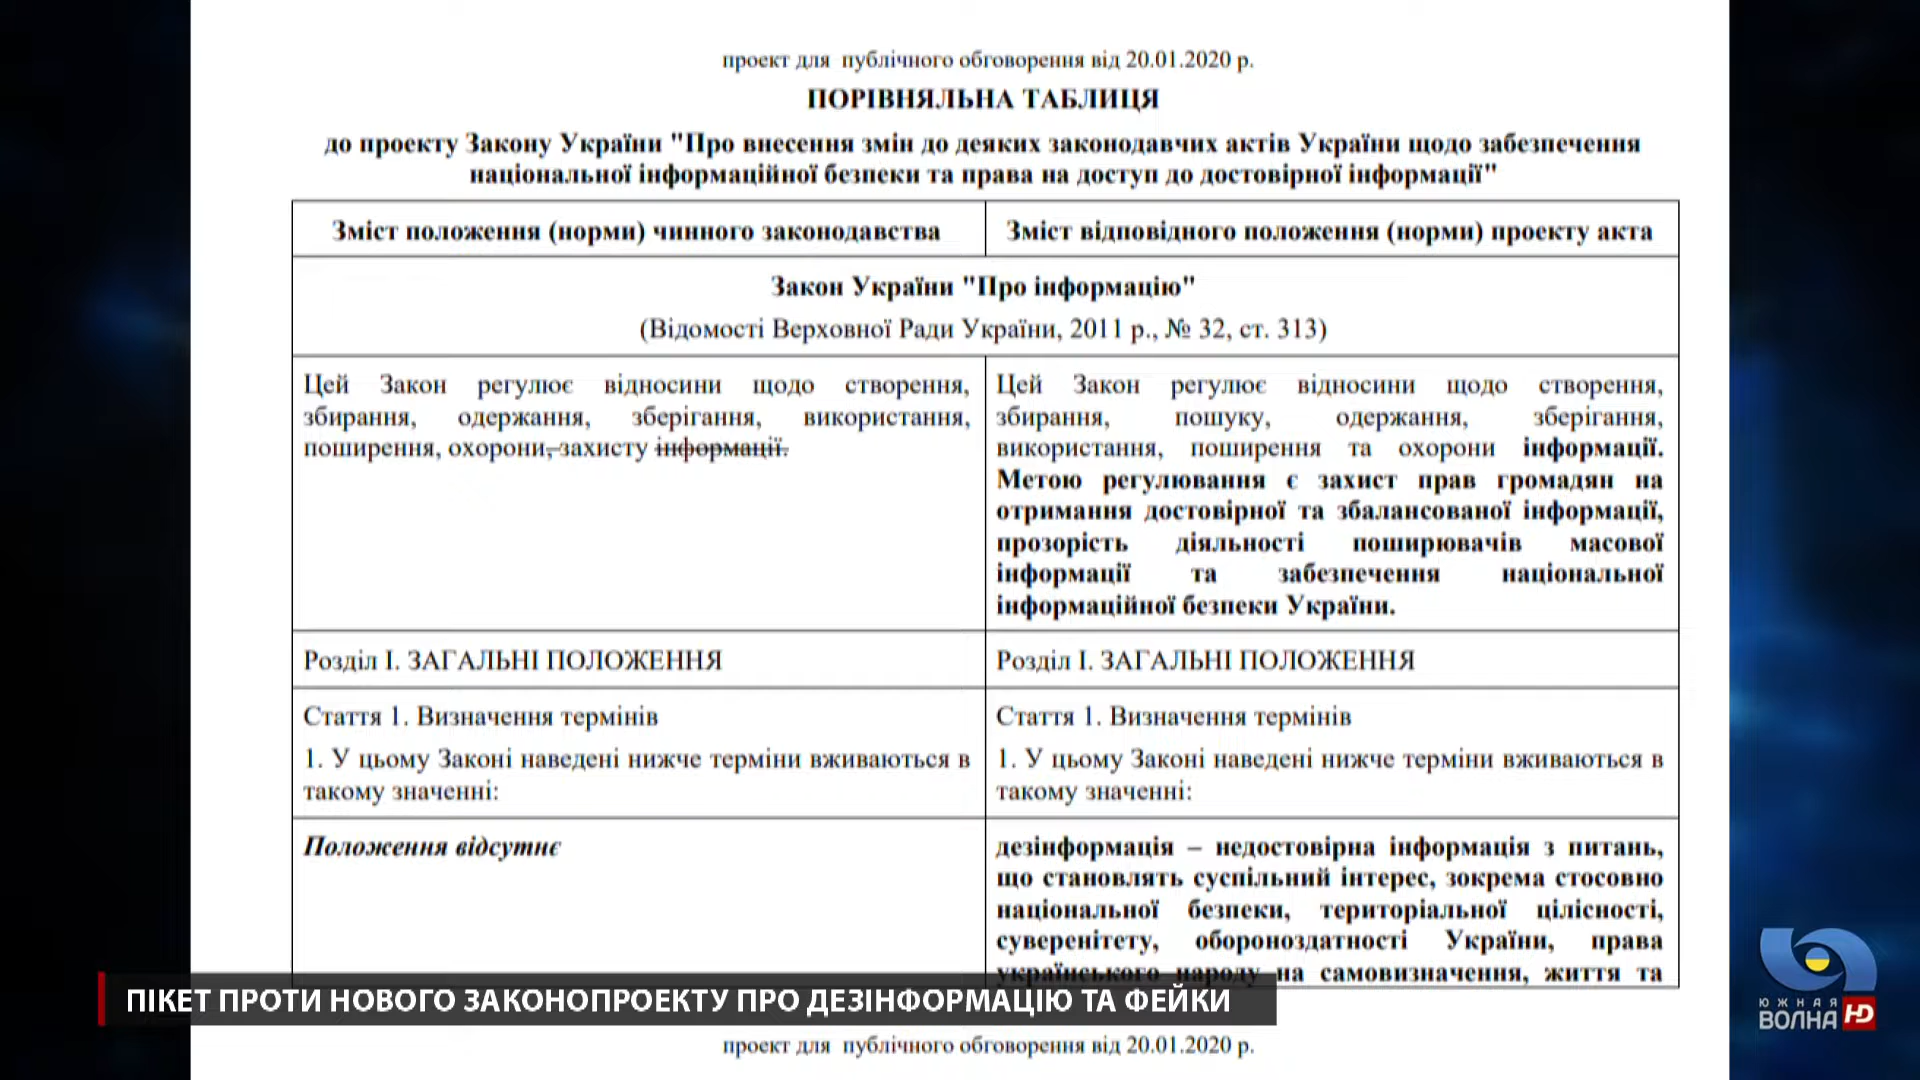 проект для публічного обговорення від 20.01.2020 р.
ПОРІВНЯЛЬНА ТАБЛИЦЯ
до проекту Закону України "Про внесення змін до деяких законодавчих актів України щодо забезпечення
національної інформаційної безпеки та права на доступ до достовірної інформації"
Зміст положення (норми) чинного законодавства
Зміст відповідного положення (норми) проекту акта
Закон України "Про інформацію"
(Відомості Верховної Ради України, 2011 р., № 32, ст. 313)
Цей Закон регулює відносини щодо створення,
збирання, одержання, зберігання, використання,
поширення, охорони, захисту інформації.
Цей Закон регулює відносини щодо створення,
збирання, пошуку, одержання, зберігання,
використання, поширення та охорони інформації.
Метою регулювання є захист прав громадян на
отримання достовірної та збалансованої інформації,
прозорість діяльності поширювачів масової
інформації та забезпечення національної
інформаційної безпеки України.
Розділ I. ЗАГАЛЬНІ ПОЛОЖЕННЯ
Розділ I. ЗАГАЛЬНІ ПОЛОЖЕННЯ
Стаття 1. Визначення термінів
1. У цьому Законі наведені нижче терміни вживаються в
такому значенні:
Стаття 1. Визначення термінів
1. У цьому Законі наведені нижче терміни вживаються в
такому значенні:
Положення відсутнє
дезінформація – недостовірна інформація з питань,
що становлять суспільний інтерес, зокрема стосовно
національної безпеки, територіальної цілісності,
суверенітету, обороноздатності України, права
українського народу на самовизначення, життя та
ПІКЕТ ПРОТИ НОВОГО ЗАКОНОПРОЕКТУ ПРО ДЕЗІНФОРМАЦІЮ ТА ФЕЙКИ
проект для публічного обговорення від 20.01.2020 р.
ЮЖНАЯ
ВОЛНА HD